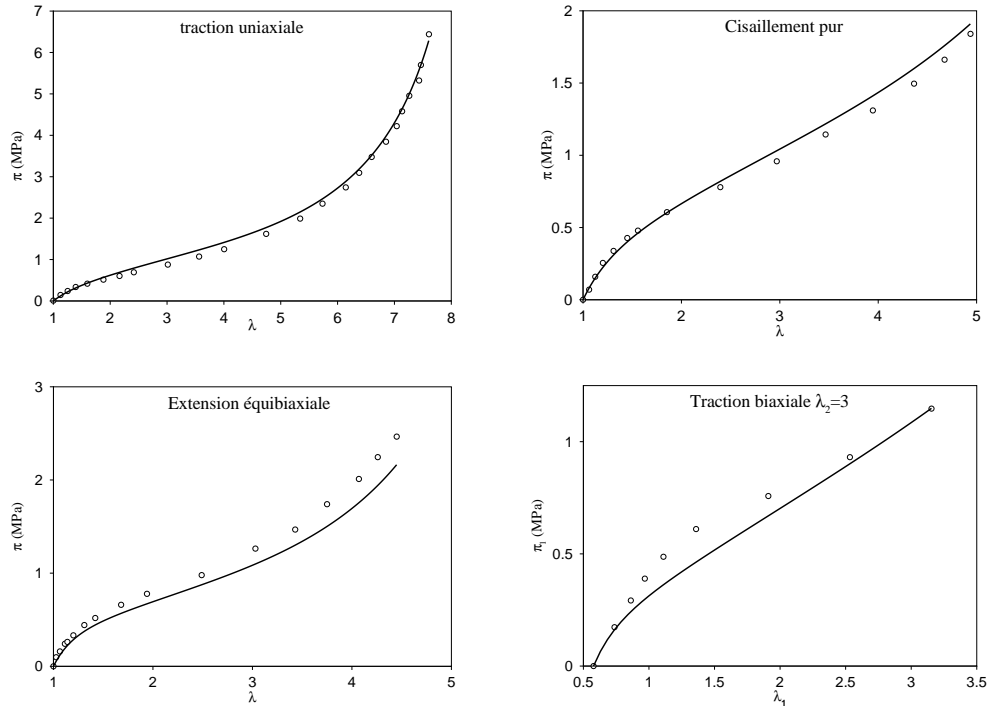 traction uniaxiale
7
6
5
4
3
2
1
0
π (MPa)
1 2 3 4 5 6 7 8
λ
Cisaillement pur
2
1.5
1
0.5
0
π (MPa)
1 2 3 4 5
λ
Extension équibiaxiale
3
2
1
0
π (MPa)
1 2 3 4 5
λ
Traction biaxiale λ₂=3
1
0.5
0
π₁ (MPa)
0.5 1 1.5 2 2.5 3 3.5
λ₁